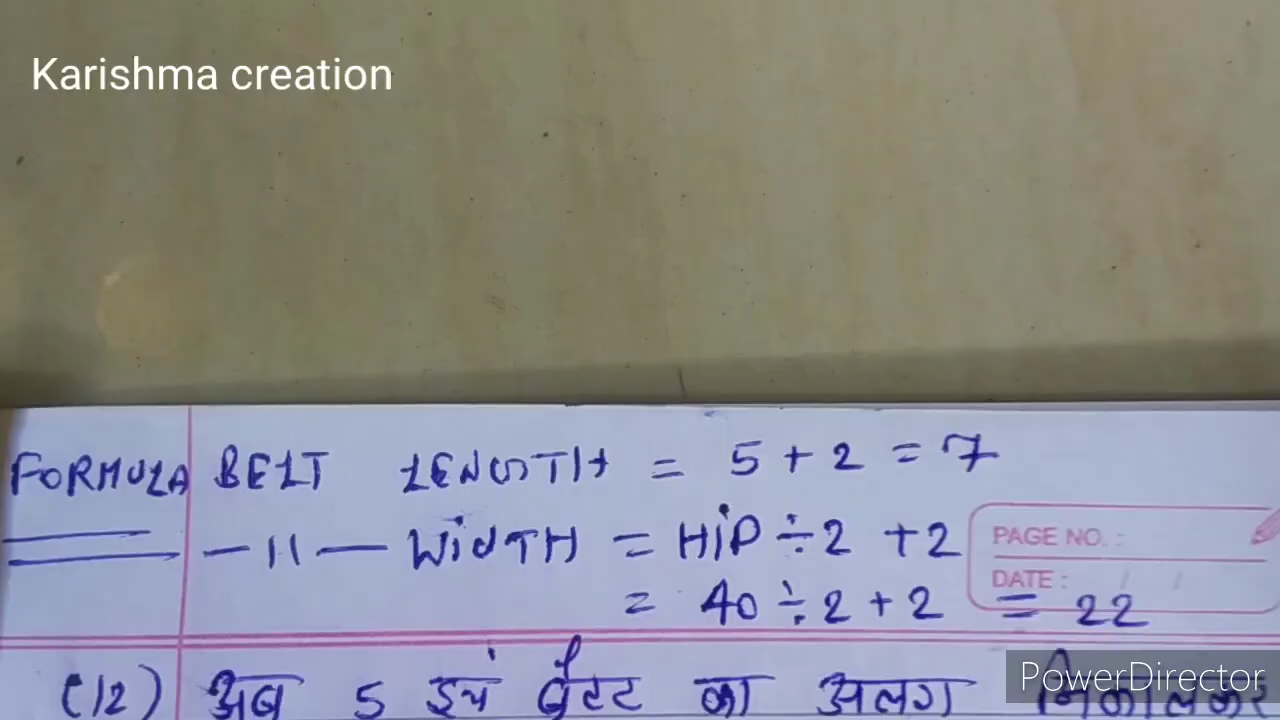 Karishma creation
FORMULA BELT LENGTH = 5 + 2 = 7
— 11 — WiDTH = HiP ÷ 2 + 2
PAGE NO. :
DATE :
= 40 ÷ 2 + 2 = 22
(12) अब 5 इंच बैल्ट का अलग निकालकर
PowerDirector